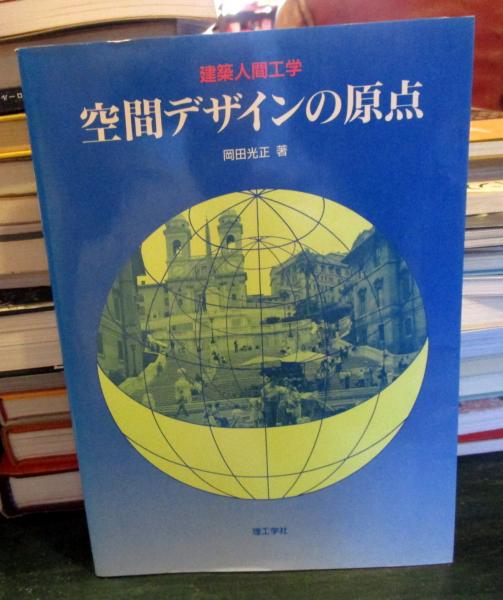 建築人間工学
空間デザインの原点
岡田光正 著
理工学社